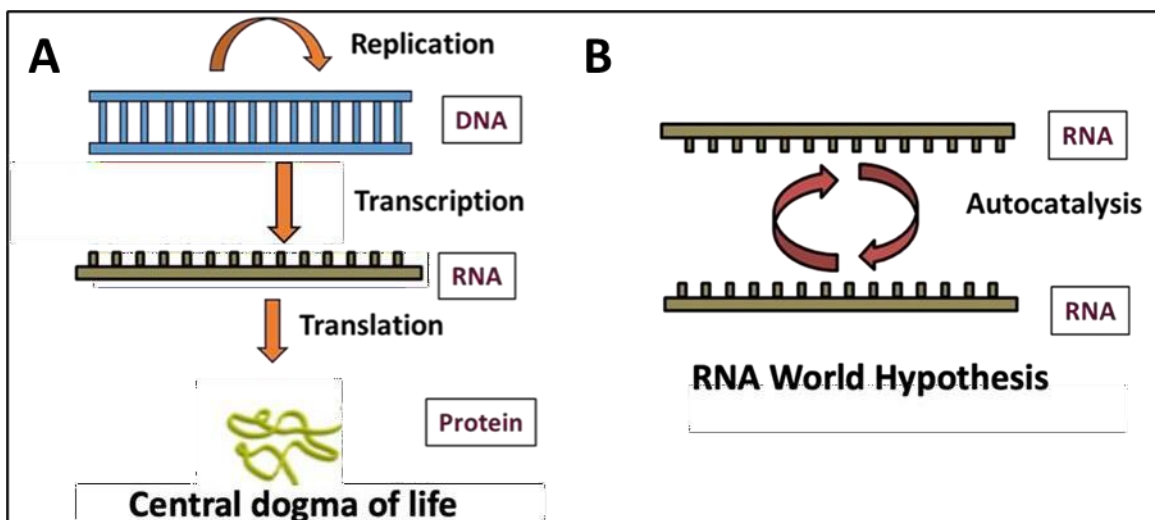 A
Replication
DNA
Transcription
RNA
Translation
Protein
Central dogma of life
B
RNA
Autocatalysis
RNA
RNA World Hypothesis